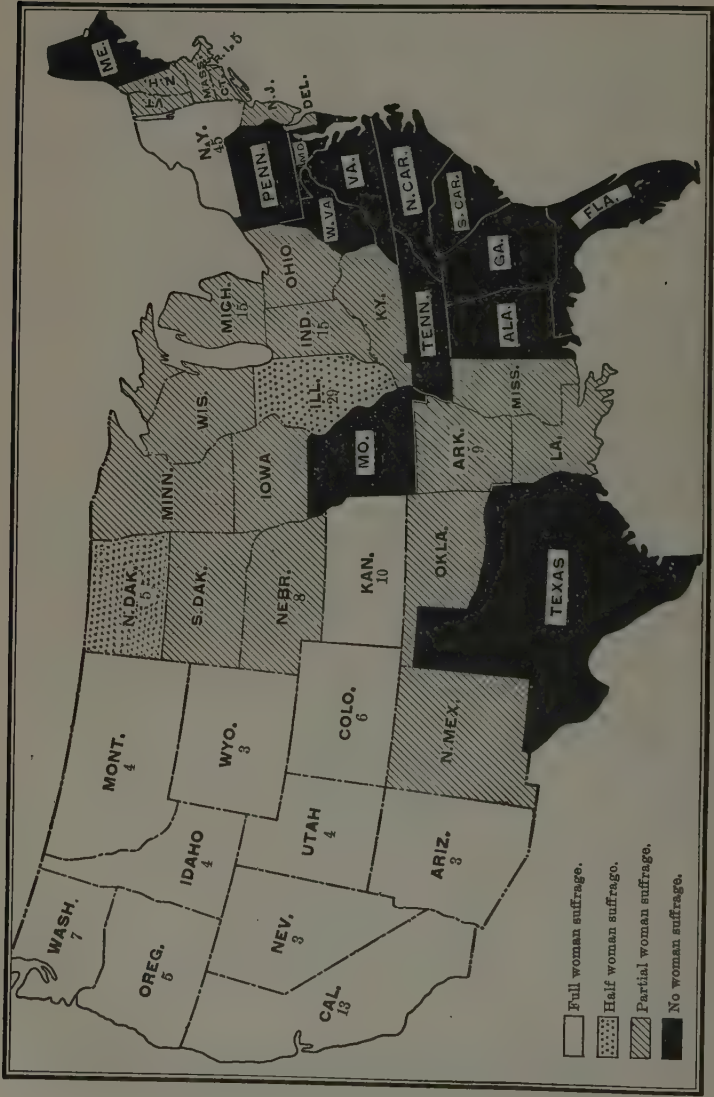 WASH.
7
OREG.
5
CAL.
13
NEV.
3
IDAHO
4
MONT.
4
WYO.
3
UTAH
4
ARIZ.
3
COLO.
6
N. MEX.
N. DAK.
5
S. DAK.
NEBR.
8
KAN.
10
OKLA.
TEXAS
MINN.
IOWA
MO.
ARK.
9
LA.
WIS.
ILL.
29
MICH.
15
IND.
15
OHIO
KY.
TENN.
MISS.
ALA.
GA.
FLA.
S. CAR.
N. CAR.
VA.
W. VA
MD.
PENN.
DEL.
N.J.
N.Y.
45
CT.
R.I. 5
MASS.
VT.
N.H.
ME.
Full woman suffrage.
Half woman suffrage.
Partial woman suffrage.
No woman suffrage.